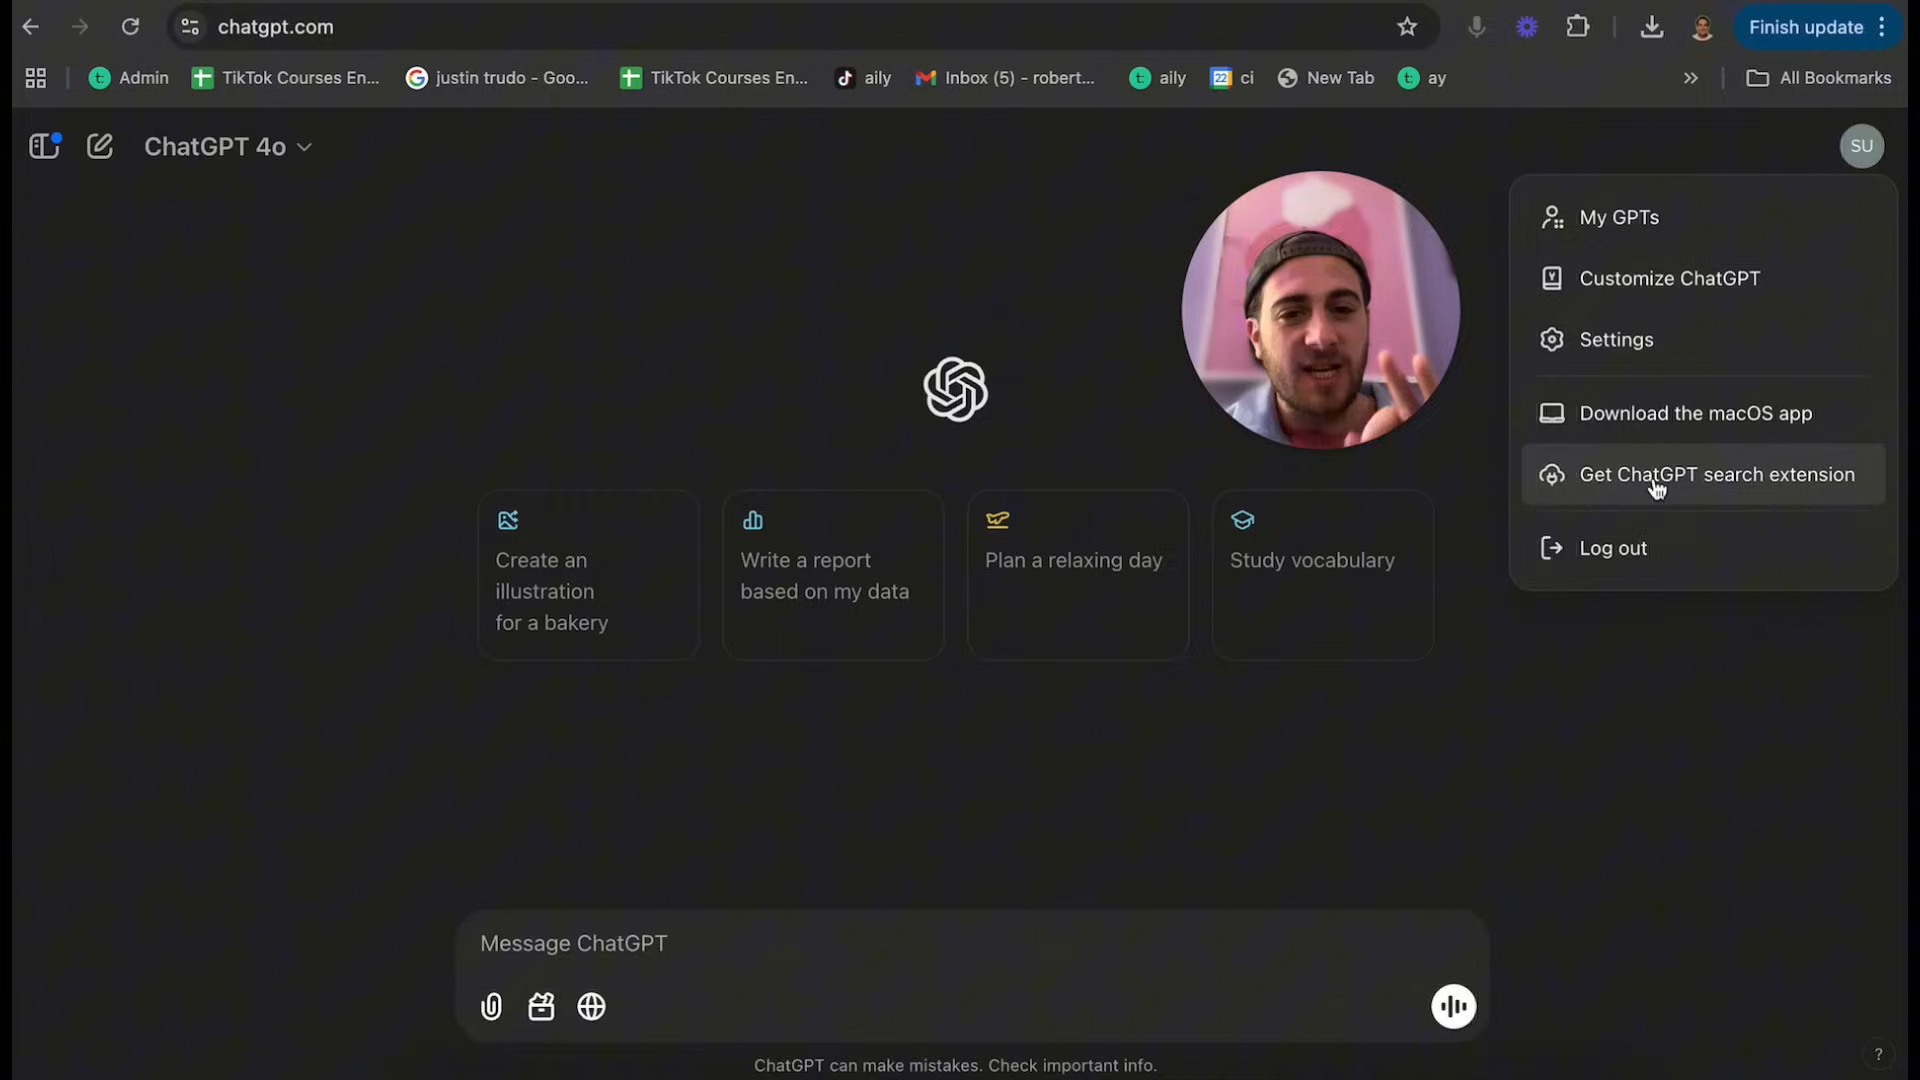 chatgpt.com
Finish update
Admin
TikTok Courses En...
justin trudo - Goo...
TikTok Courses En...
aily
Inbox (5) - robert...
aily
22
ci
New Tab
ay
All Bookmarks
ChatGPT 4o
SU
My GPTs
Customize ChatGPT
Settings
Download the macOS app
Get ChatGPT search extension
Log out
Create an
illustration
for a bakery
Write a report
based on my data
Plan a relaxing day
Study vocabulary
Message ChatGPT
ChatGPT can make mistakes. Check important info.
?